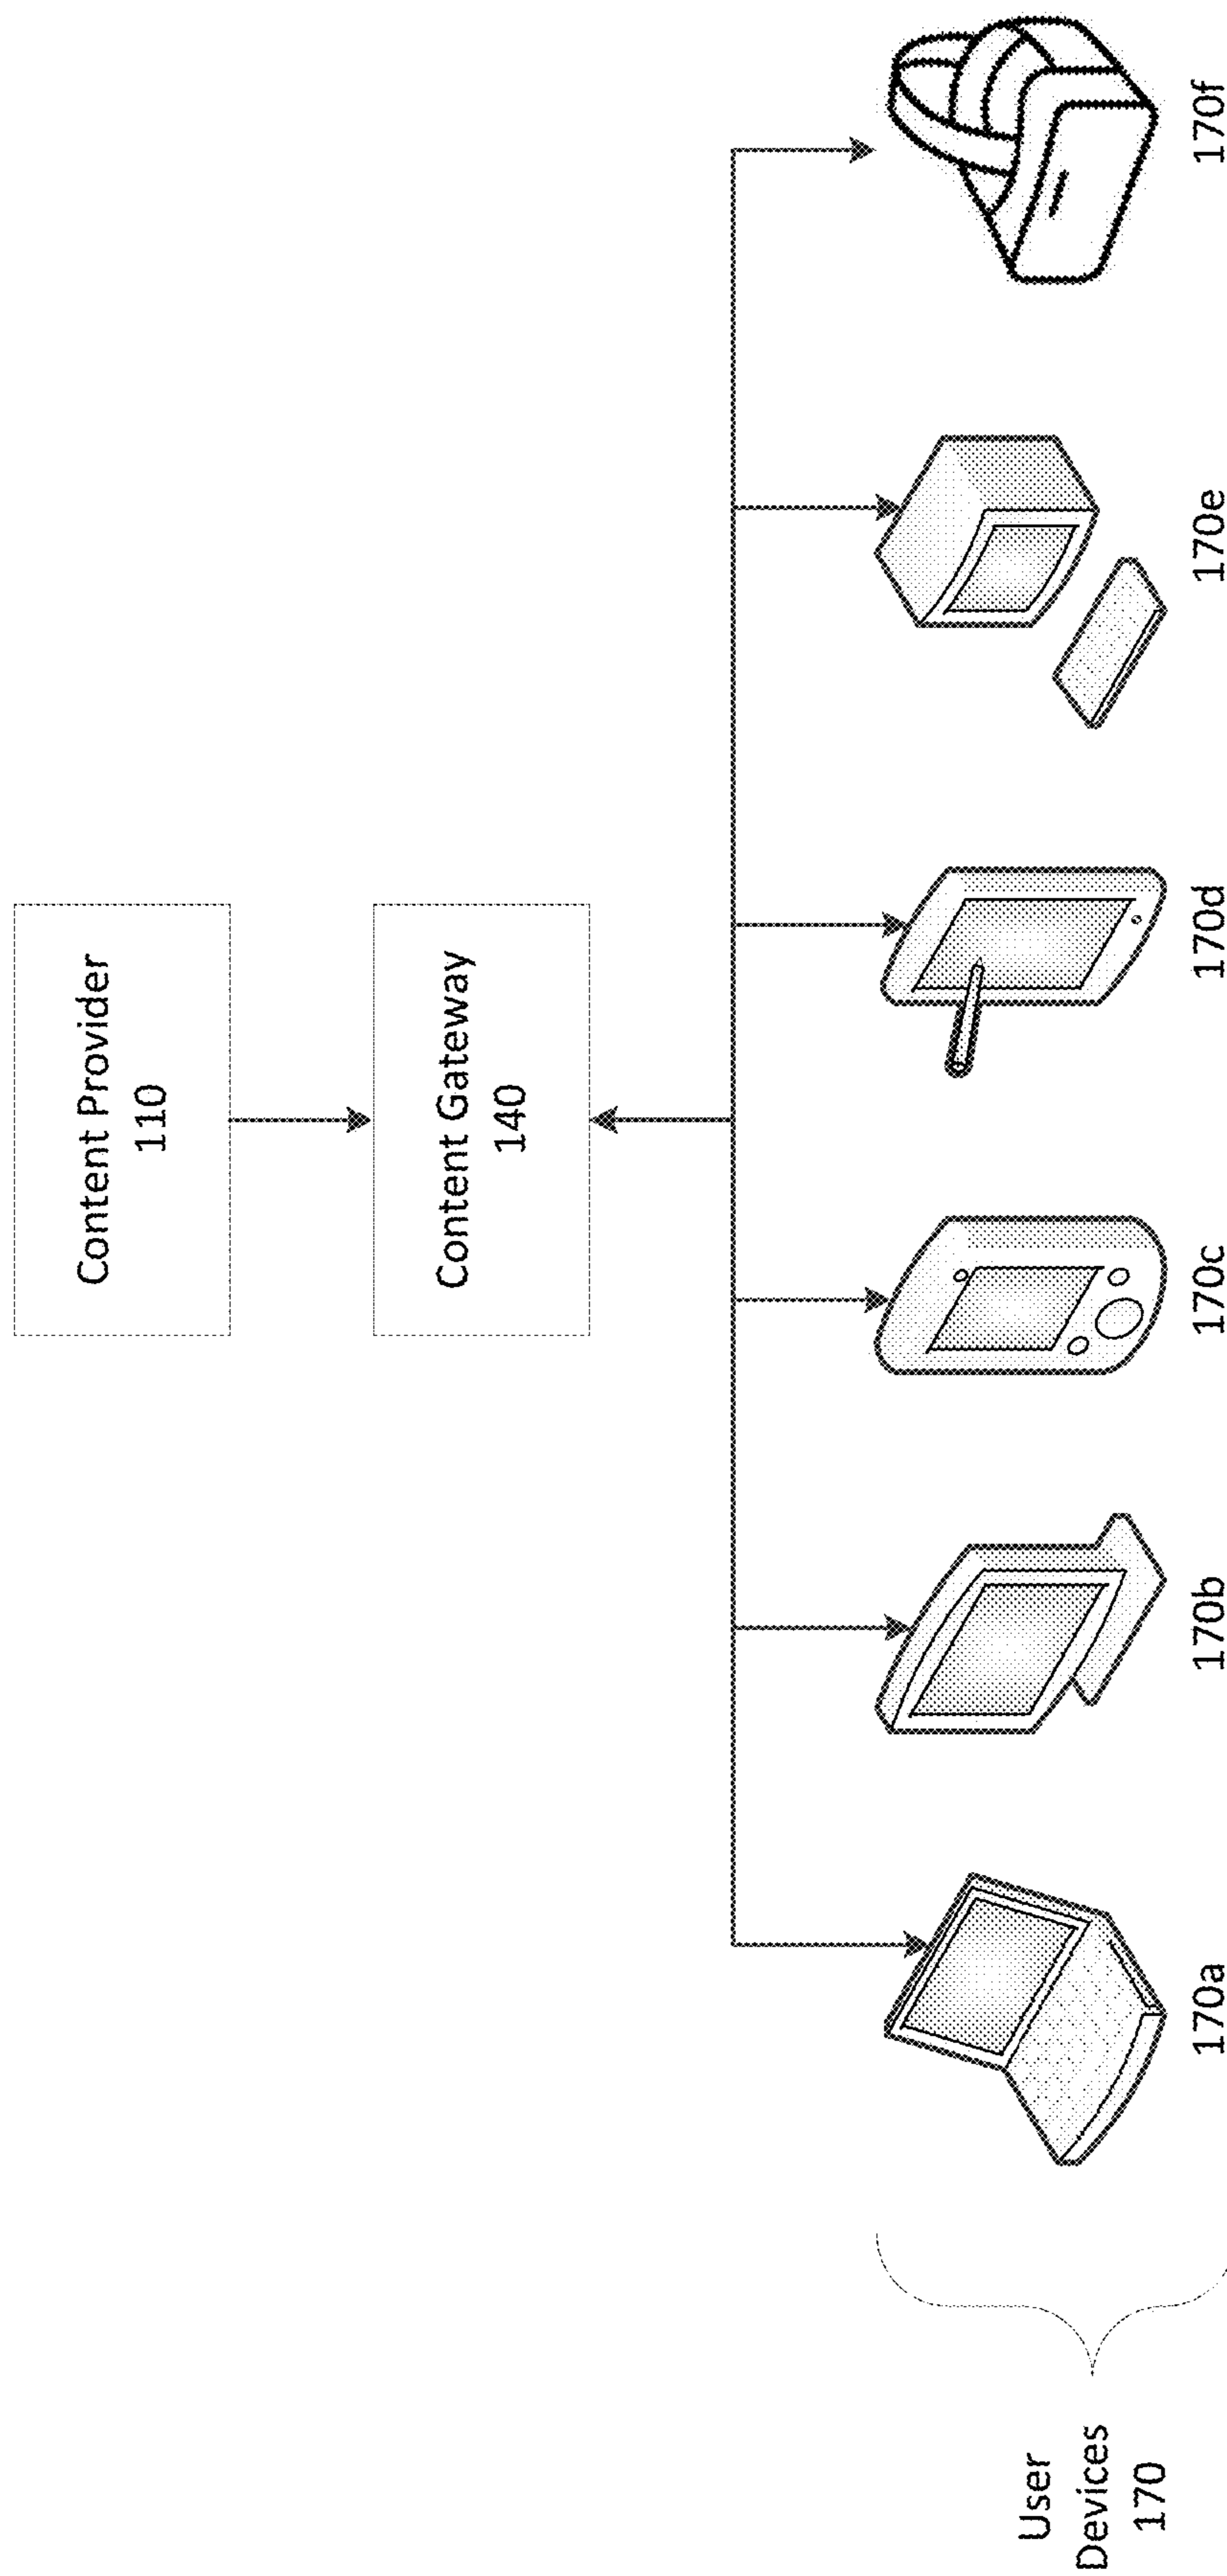 Content Provider
110
Content Gateway
140
User
Devices
170
170a
170b
170c
170d
170e
170f